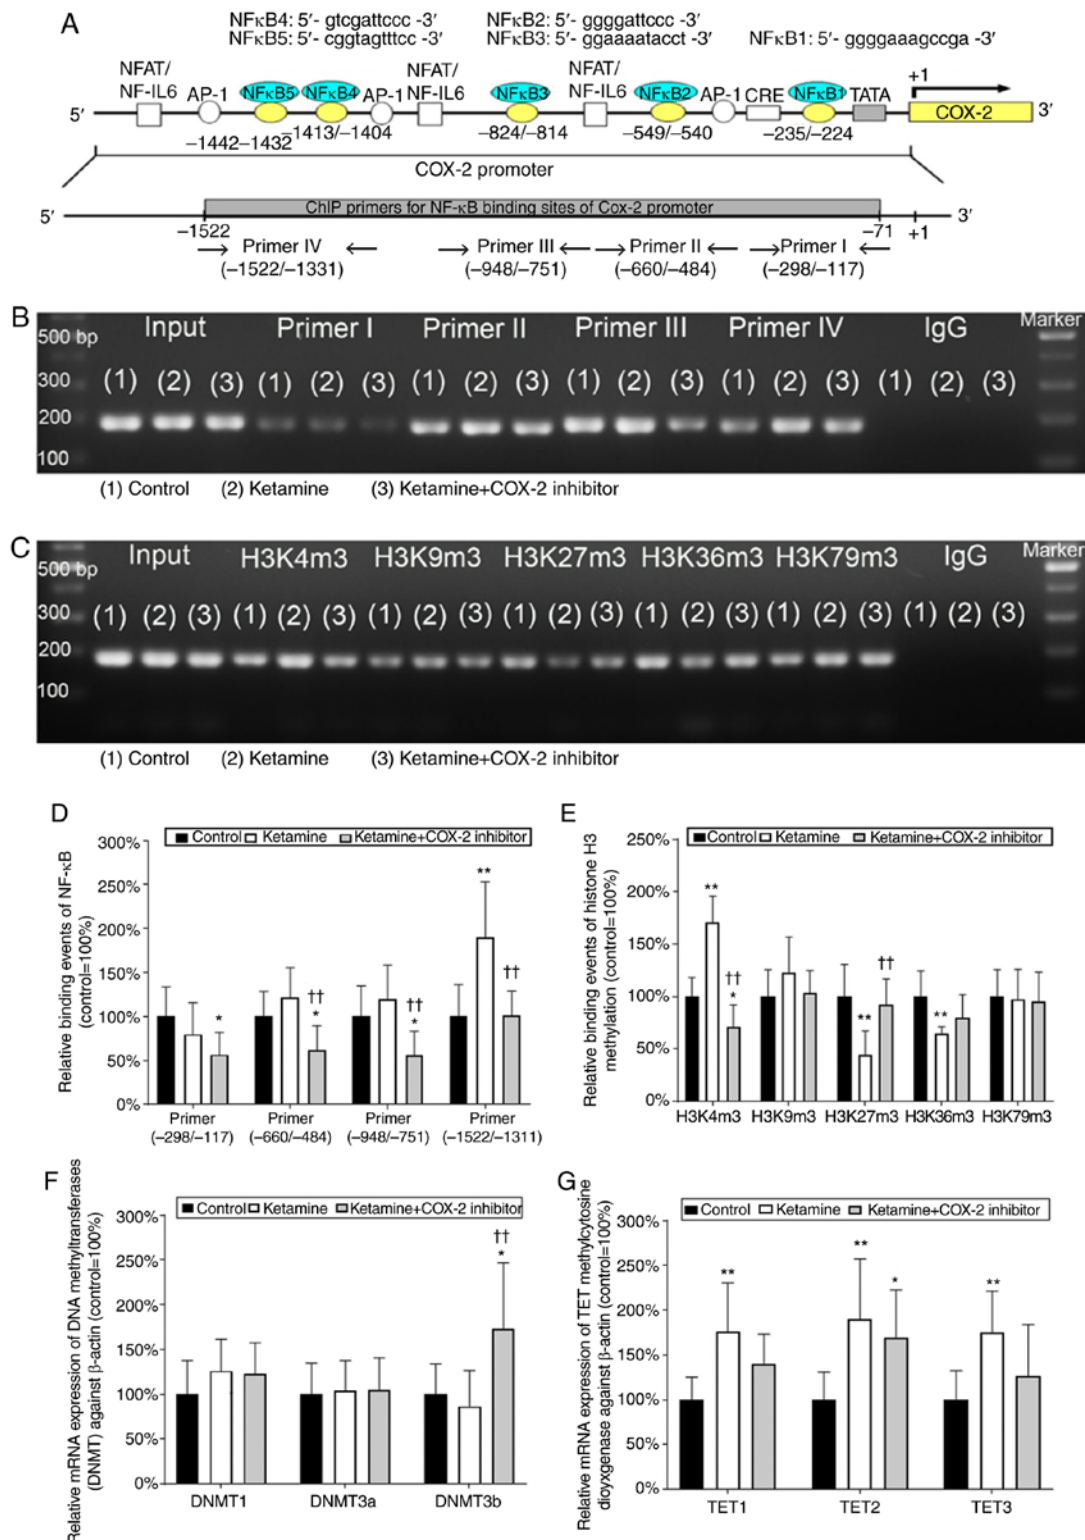 A
NFκB4: 5′- gtcgattccc -3′
NFκB5: 5′- cggtagtttcc -3′
NFκB2: 5′- ggggattccc -3′
NFκB3: 5′- ggaaaatacct -3′
NFκB1: 5′- ggggaaagccga -3′
NFAT/ NFAT/ NFAT/
NF-IL6 AP-1 NFκB5 NFκB4 AP-1 NF-IL6 NFκB3 NF-IL6 NFκB2 AP-1 CRE NFκB1 TATA +1
5′ COX-2 3′
−1413/−1404 −824/−814 −549/−540 −235/−224
−1442−1432
COX-2 promoter
ChIP primers for NF-κB binding sites of Cox-2 promoter
5′ 3′
−1522 −71 +1
Primer IV Primer III Primer II Primer I
(−1522/−1331) (−948/−751) (−660/−484) (−298/−117)
B
Input Primer I Primer II Primer III Primer IV IgG Marker
500 bp
300
200
100
(1) (2) (3) (1) (2) (3) (1) (2) (3) (1) (2) (3) (1) (2) (3) (1) (2) (3)
(1) Control (2) Ketamine (3) Ketamine+COX-2 inhibitor
C
Input H3K4m3 H3K9m3 H3K27m3 H3K36m3 H3K79m3 IgG Marker
500 bp
300
200
100
(1) (2) (3) (1) (2) (3) (1) (2) (3) (1) (2) (3) (1) (2) (3) (1) (2) (3) (1) (2) (3)
(1) Control (2) Ketamine (3) Ketamine+COX-2 inhibitor
D
Relative binding events of NF-κB
(control=100%)
Control Ketamine Ketamine+COX-2 inhibitor
300%
250%
200%
150%
100%
50%
0%
* †† * †† * ** ††
Primer Primer Primer Primer
(−298/−117) (−660/−484) (−948/−751) (−1522/−1311)
E
Relative binding events of histone H3
methylation (control=100%)
Control Ketamine Ketamine+COX-2 inhibitor
250%
200%
150%
100%
50%
0%
** †† * ** †† **
H3K4m3 H3K9m3 H3K27m3 H3K36m3 H3K79m3
F
Relative mRNA expression of DNA methyltransferases
(DNMT) against β-actin (control=100%)
Control Ketamine Ketamine+COX-2 inhibitor
300%
250%
200%
150%
100%
50%
0%
†† *
DNMT1 DNMT3a DNMT3b
G
Relative mRNA expression of TET methylcytosine
dioyxgenase against β-actin (control=100%)
Control Ketamine Ketamine+COX-2 inhibitor
300%
250%
200%
150%
100%
50%
0%
** ** * **
TET1 TET2 TET3